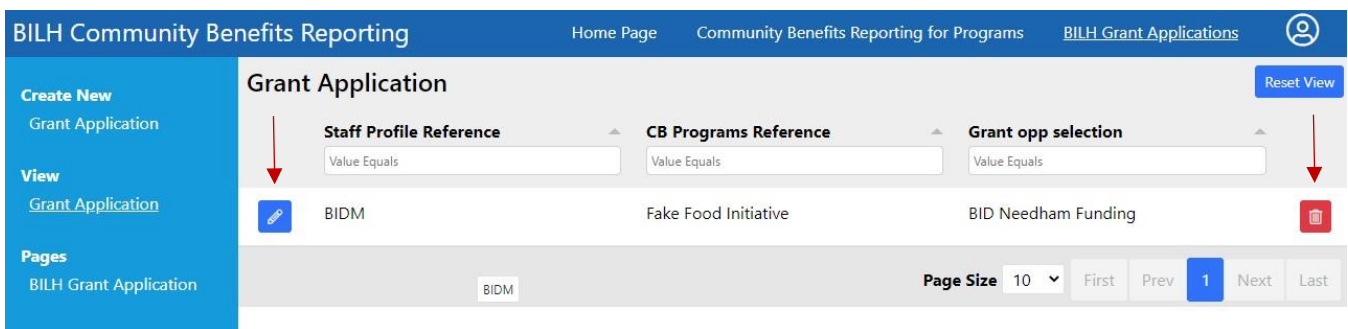 BILH Community Benefits Reporting
Home Page
Community Benefits Reporting for Programs
BILH Grant Applications
Create New
Grant Application
View
Grant Application
Pages
BILH Grant Application
Grant Application
Reset View
Staff Profile Reference
CB Programs Reference
Grant opp selection
Value Equals
Value Equals
Value Equals
BIDM
Fake Food Initiative
BID Needham Funding
BIDM
Page Size 10
First
Prev
1
Next
Last